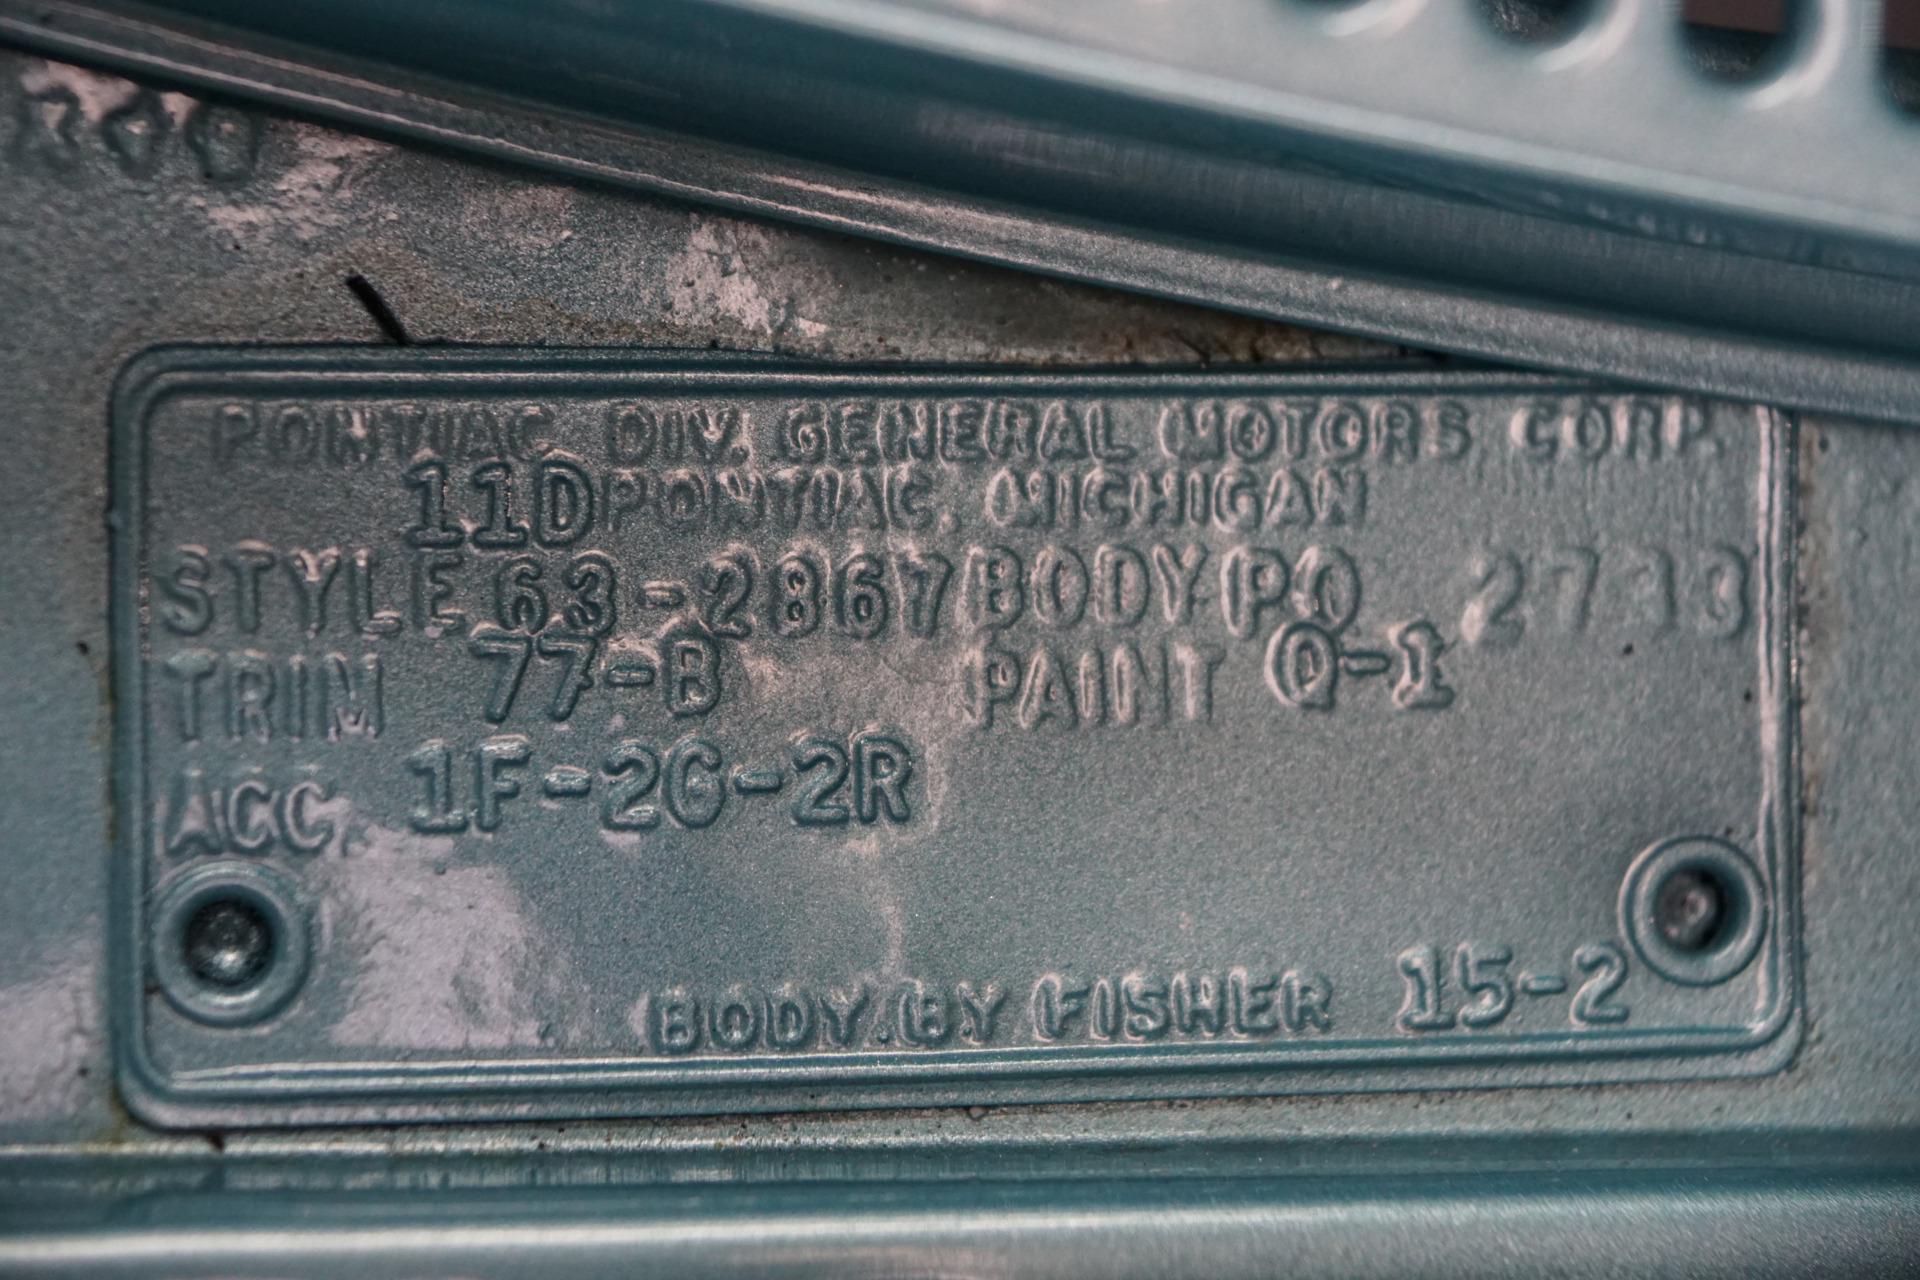 PONTIAC DIV. GENERAL MOTORS CORP.
11D PONTIAC, MICHIGAN
STYLE 63-2867 BODY PO 2733
TRIM 77-B PAINT Q-1
ACC. 1F-2G-2R
BODY BY FISHER 15-2